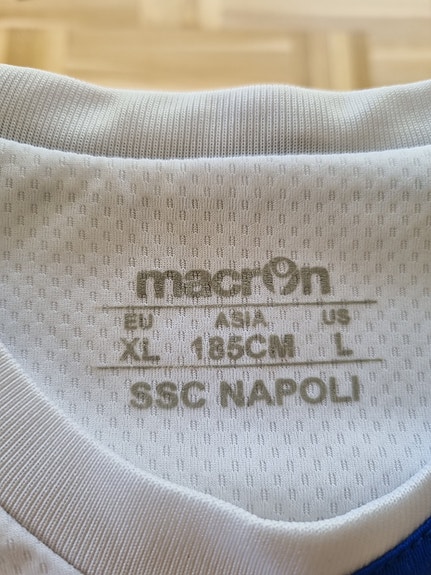 macron
EU ASIA US
XL 185CM L
SSC NAPOLI